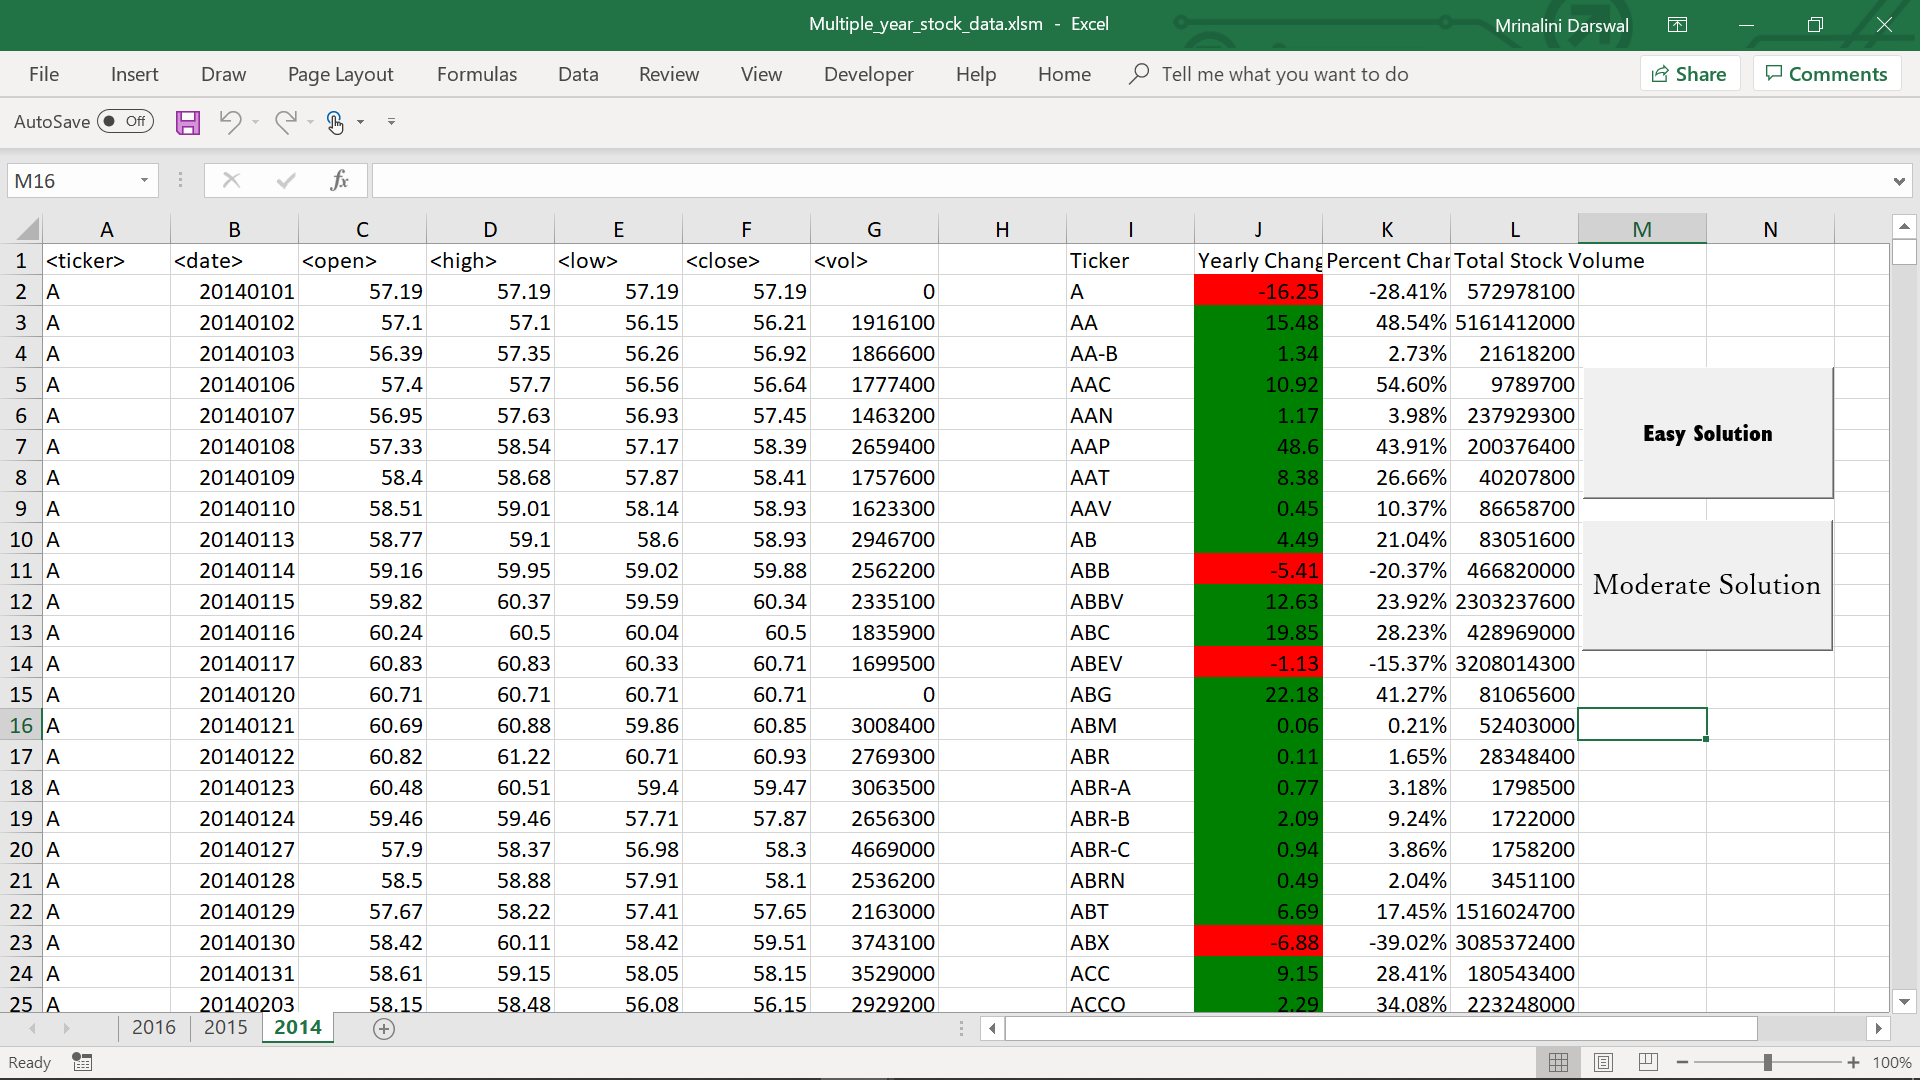 Multiple_year_stock_data.xlsm - Excel
Mrinalini Darswal
File Insert Draw Page Layout Formulas Data Review View Developer Help Home Tell me what you want to do Share Comments
AutoSave Off
M16 fx
A B C D E F G H I J K L M N
1 <ticker> <date> <open> <high> <low> <close> <vol> Ticker Yearly Chang Percent Char Total Stock Volume
2 A 20140101 57.19 57.19 57.19 57.19 0 A -16.25 -28.41% 572978100
3 A 20140102 57.1 57.1 56.15 56.21 1916100 AA 15.48 48.54% 5161412000
4 A 20140103 56.39 57.35 56.26 56.92 1866600 AA-B 1.34 2.73% 21618200
5 A 20140106 57.4 57.7 56.56 56.64 1777400 AAC 10.92 54.60% 9789700
6 A 20140107 56.95 57.63 56.93 57.45 1463200 AAN 1.17 3.98% 237929300
7 A 20140108 57.33 58.54 57.17 58.39 2659400 AAP 48.6 43.91% 200376400
Easy Solution
8 A 20140109 58.4 58.68 57.87 58.41 1757600 AAT 8.38 26.66% 40207800
9 A 20140110 58.51 59.01 58.14 58.93 1623300 AAV 0.45 10.37% 86658700
10 A 20140113 58.77 59.1 58.6 58.93 2946700 AB 4.49 21.04% 83051600
11 A 20140114 59.16 59.95 59.02 59.88 2562200 ABB -5.41 -20.37% 466820000
Moderate Solution
12 A 20140115 59.82 60.37 59.59 60.34 2335100 ABBV 12.63 23.92% 2303237600
13 A 20140116 60.24 60.5 60.04 60.5 1835900 ABC 19.85 28.23% 428969000
14 A 20140117 60.83 60.83 60.33 60.71 1699500 ABEV -1.13 -15.37% 3208014300
15 A 20140120 60.71 60.71 60.71 60.71 0 ABG 22.18 41.27% 81065600
16 A 20140121 60.69 60.88 59.86 60.85 3008400 ABM 0.06 0.21% 52403000
17 A 20140122 60.82 61.22 60.71 60.93 2769300 ABR 0.11 1.65% 28348400
18 A 20140123 60.48 60.51 59.4 59.47 3063500 ABR-A 0.77 3.18% 1798500
19 A 20140124 59.46 59.46 57.71 57.87 2656300 ABR-B 2.09 9.24% 1722000
20 A 20140127 57.9 58.37 56.98 58.3 4669000 ABR-C 0.94 3.86% 1758200
21 A 20140128 58.5 58.88 57.91 58.1 2536200 ABRN 0.49 2.04% 3451100
22 A 20140129 57.67 58.22 57.41 57.65 2163000 ABT 6.69 17.45% 1516024700
23 A 20140130 58.42 60.11 58.42 59.51 3743100 ABX -6.88 -39.02% 3085372400
24 A 20140131 58.61 59.15 58.05 58.15 3529000 ACC 9.15 28.41% 180543400
25 A 20140203 58.15 58.48 56.08 56.15 2929200 ACCO 2.29 34.08% 223248000
2016 2015 2014
Ready 100%